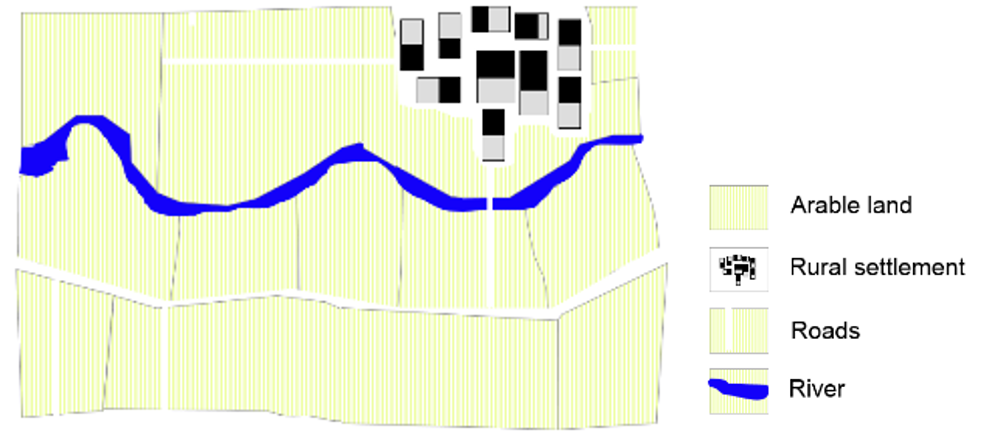 Arable land
Rural settlement
Roads
River